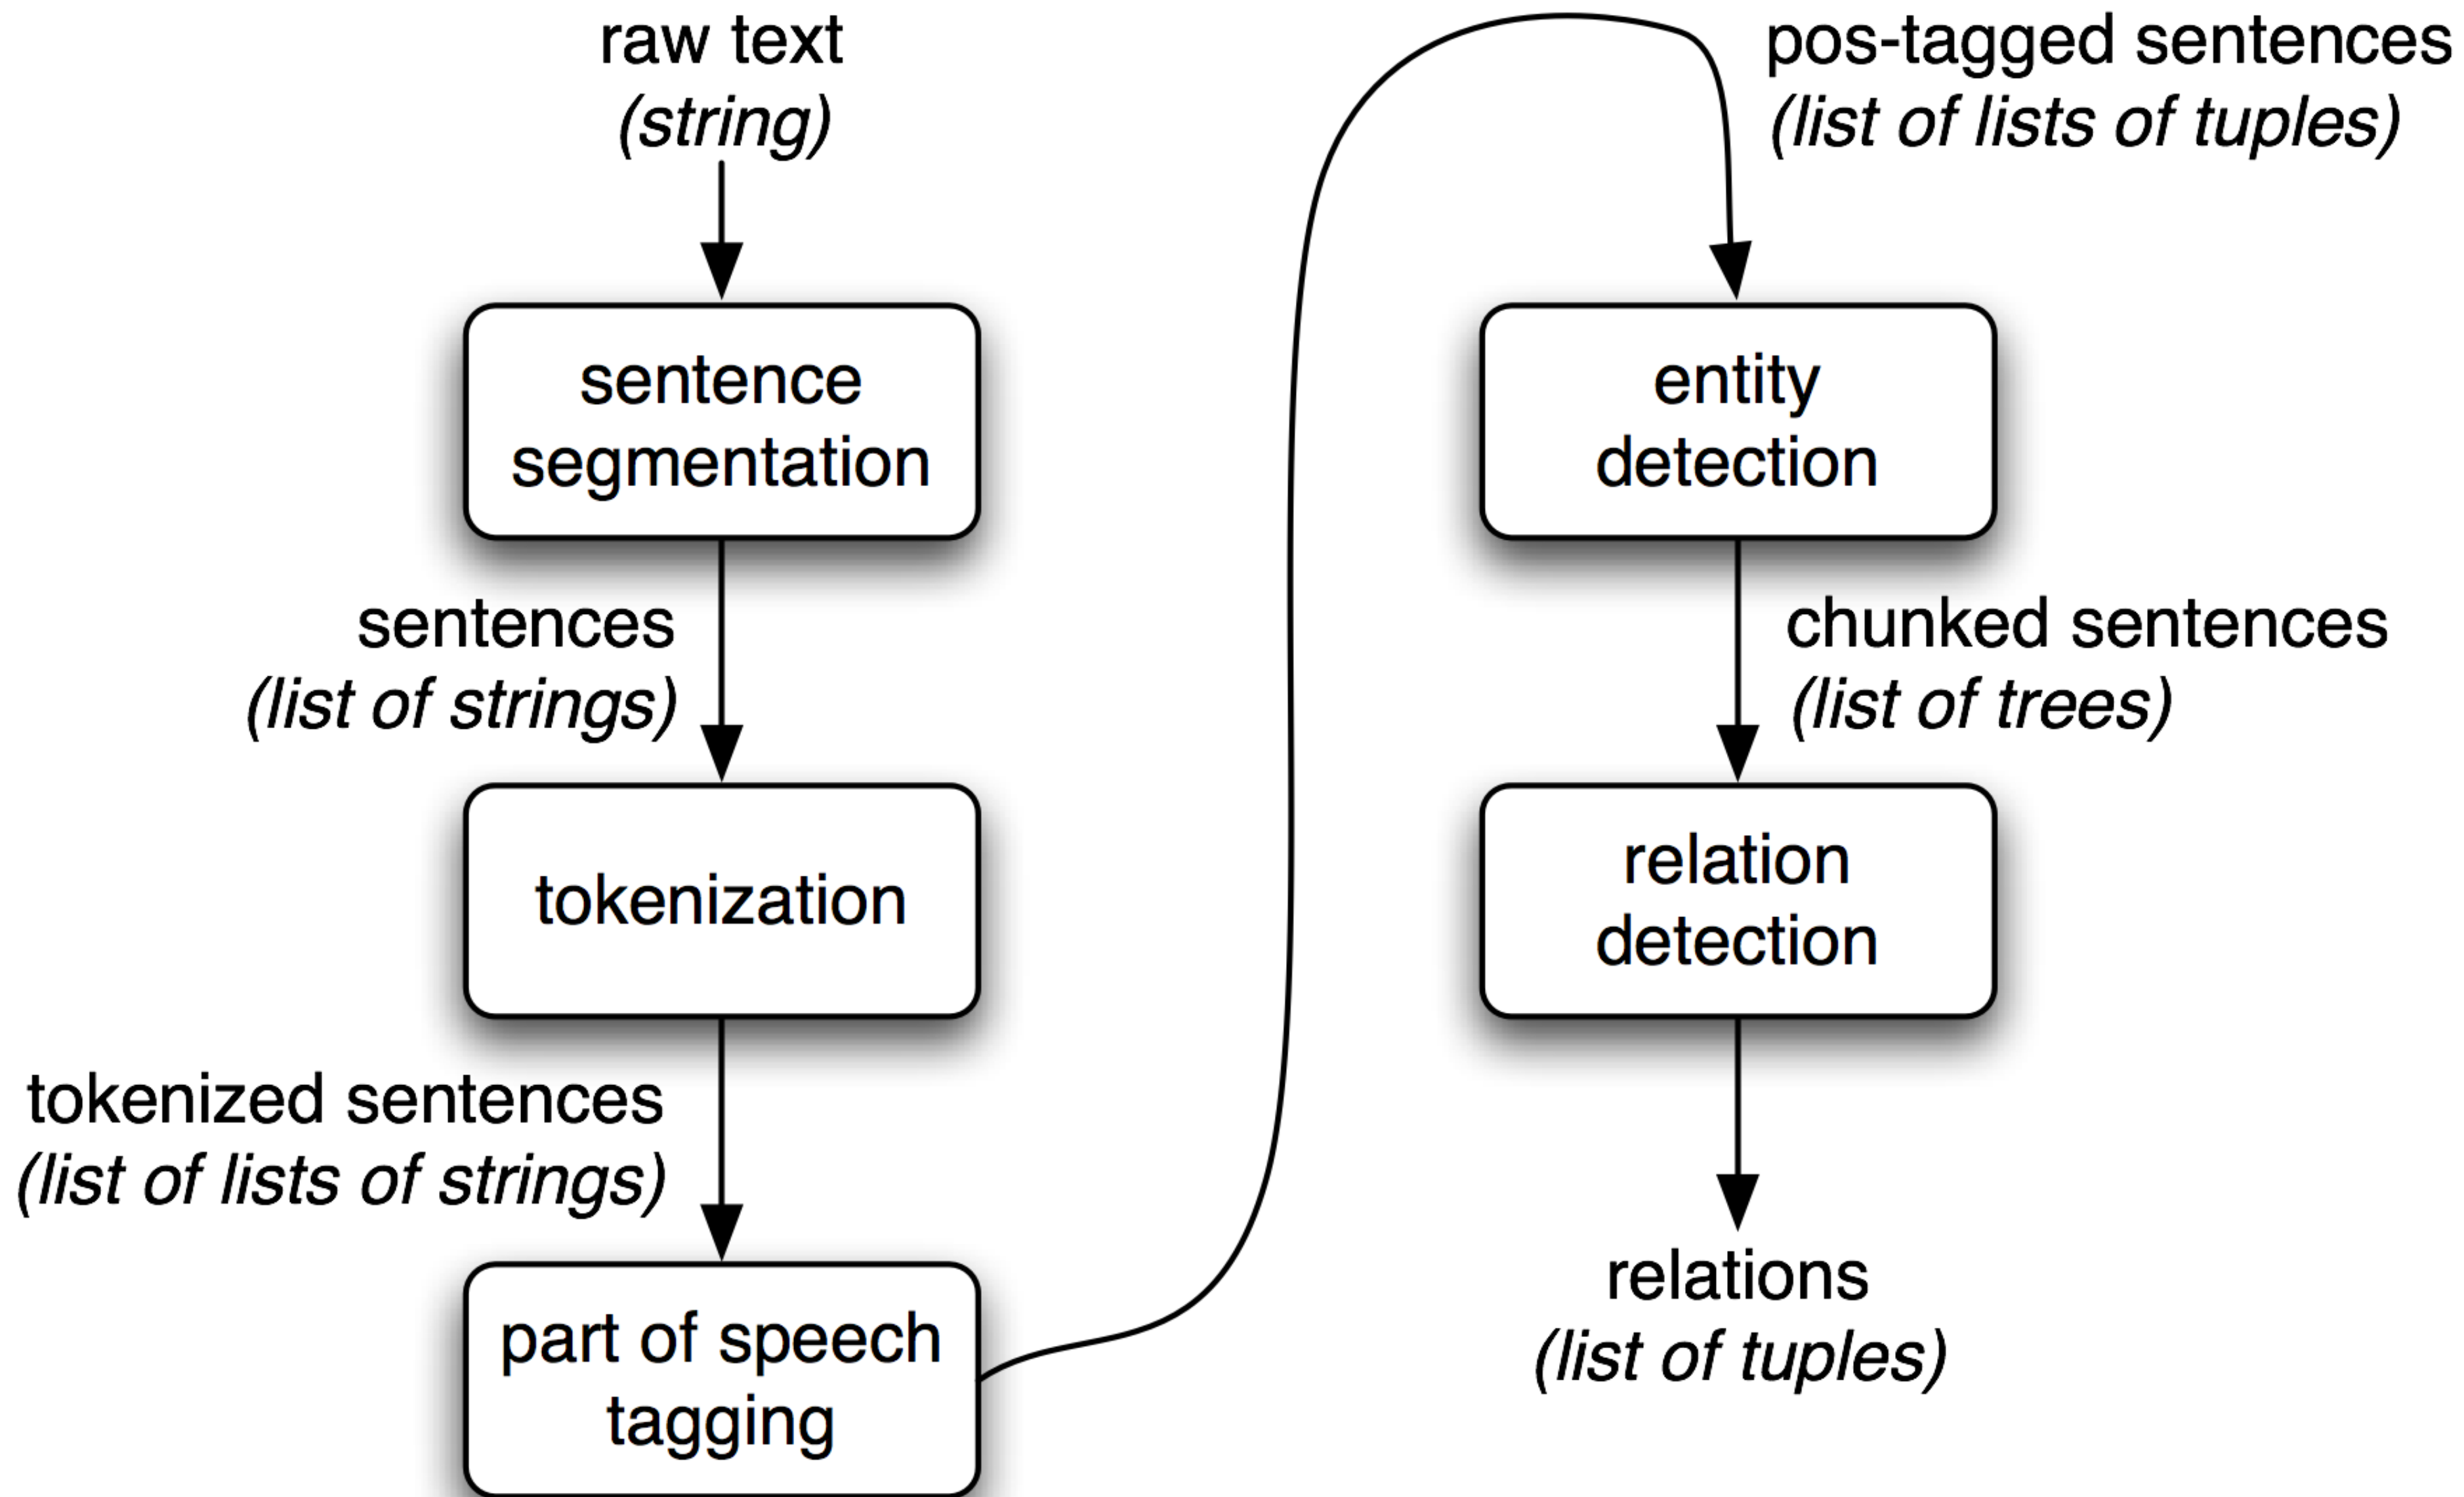 raw text
(string)
sentence
segmentation
sentences
(list of strings)
tokenization
tokenized sentences
(list of lists of strings)
part of speech
tagging
pos-tagged sentences
(list of lists of tuples)
entity
detection
chunked sentences
(list of trees)
relation
detection
relations
(list of tuples)